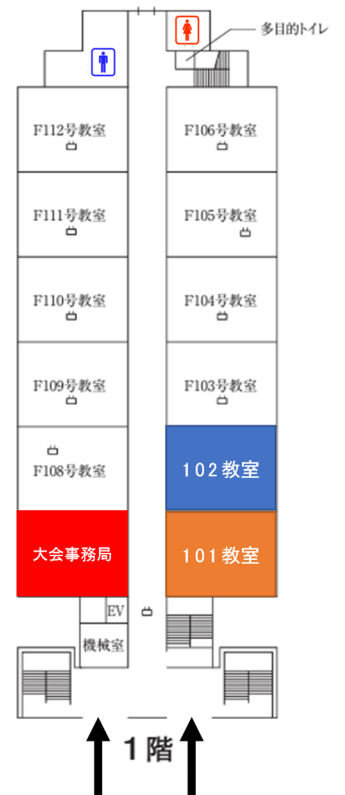 多目的トイレ
F112号教室
F106号教室
F111号教室
F105号教室
F110号教室
F104号教室
F109号教室
F103号教室
F108号教室
102教室
大会事務局
101教室
EV
機械室
1階